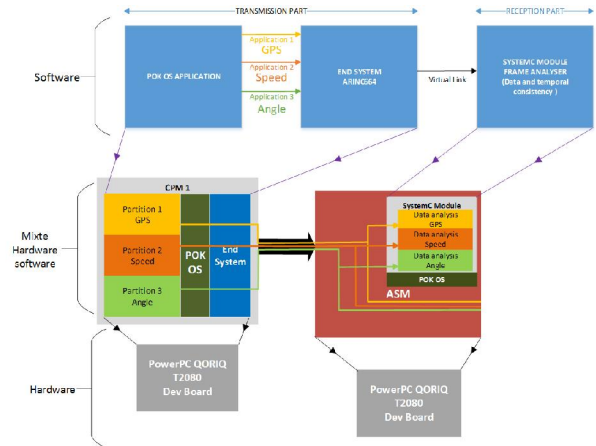 TRANSMISSION PART
RECEPTION PART
Software
POK OS APPLICATION
Application 1
GPS
Application 2
Speed
Application 3
Angle
END SYSTEM
ARINC664
Virtual Link
SYSTEMC MODULE
FRAME ANALYSER
(Data and temporal
consistency )
Mixte
Hardware
software
CPM 1
Partition 1
GPS
Partition 2
Speed
Partition 3
Angle
POK
OS
End
System
SystemC Module
Data analysis
GPS
Data analysis
Speed
Data analysis
Angle
POK OS
ASM
Hardware
PowerPC QORIQ
T2080
Dev Board
PowerPC QORIQ
T2080
Dev Board